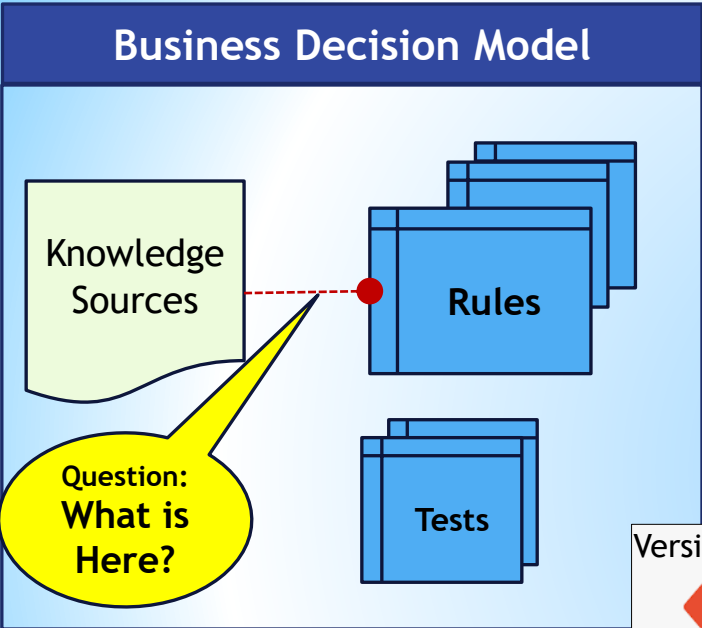 Business Decision Model
Knowledge
Sources
Rules
Question:
What is
Here?
Tests
Versi